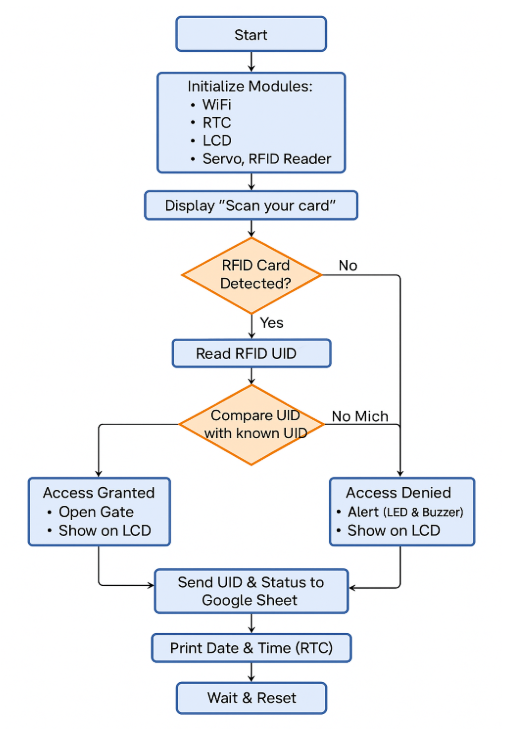 Start
Initialize Modules:
• WiFi
• RTC
• LCD
• Servo, RFID Reader
Display "Scan your card"
RFID Card
Detected?
No
Yes
Read RFID UID
Compare UID
with known UID
No Mich
Access Granted
• Open Gate
• Show on LCD
Access Denied
• Alert (LED & Buzzer)
• Show on LCD
Send UID & Status to
Google Sheet
Print Date & Time (RTC)
Wait & Reset